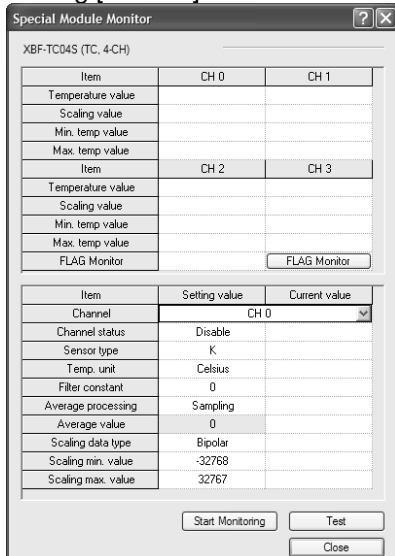 Special Module Monitor
XBF-TC04S (TC, 4-CH)
Item CH 0 CH 1
Temperature value
Scaling value
Min. temp value
Max. temp value
Item CH 2 CH 3
Temperature value
Scaling value
Min. temp value
Max. temp value
FLAG Monitor FLAG Monitor
Item Setting value Current value
Channel CH 0
Channel status Disable
Sensor type K
Temp. unit Celsius
Filter constant 0
Average processing Sampling
Average value 0
Scaling data type Bipolar
Scaling min. value -32768
Scaling max. value 32767
Start Monitoring Test
Close